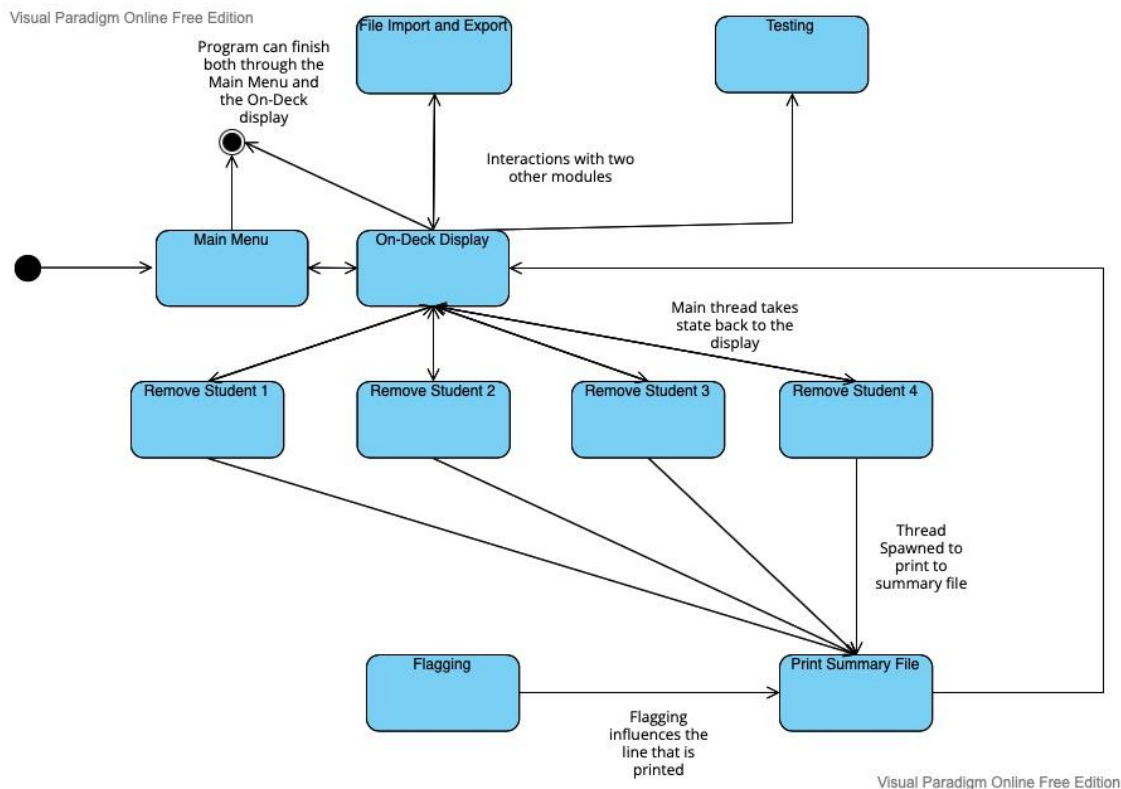 Visual Paradigm Online Free Edition
File Import and Export
Testing
Program can finish
both through the
Main Menu and
the On-Deck
display
Interactions with two
other modules
Main Menu
On-Deck Display
Main thread takes
state back to the
display
Remove Student 1
Remove Student 2
Remove Student 3
Remove Student 4
Thread
Spawned to
print to
summary file
Flagging
Print Summary File
Flagging
influences the
line that is
printed
Visual Paradigm Online Free Edition